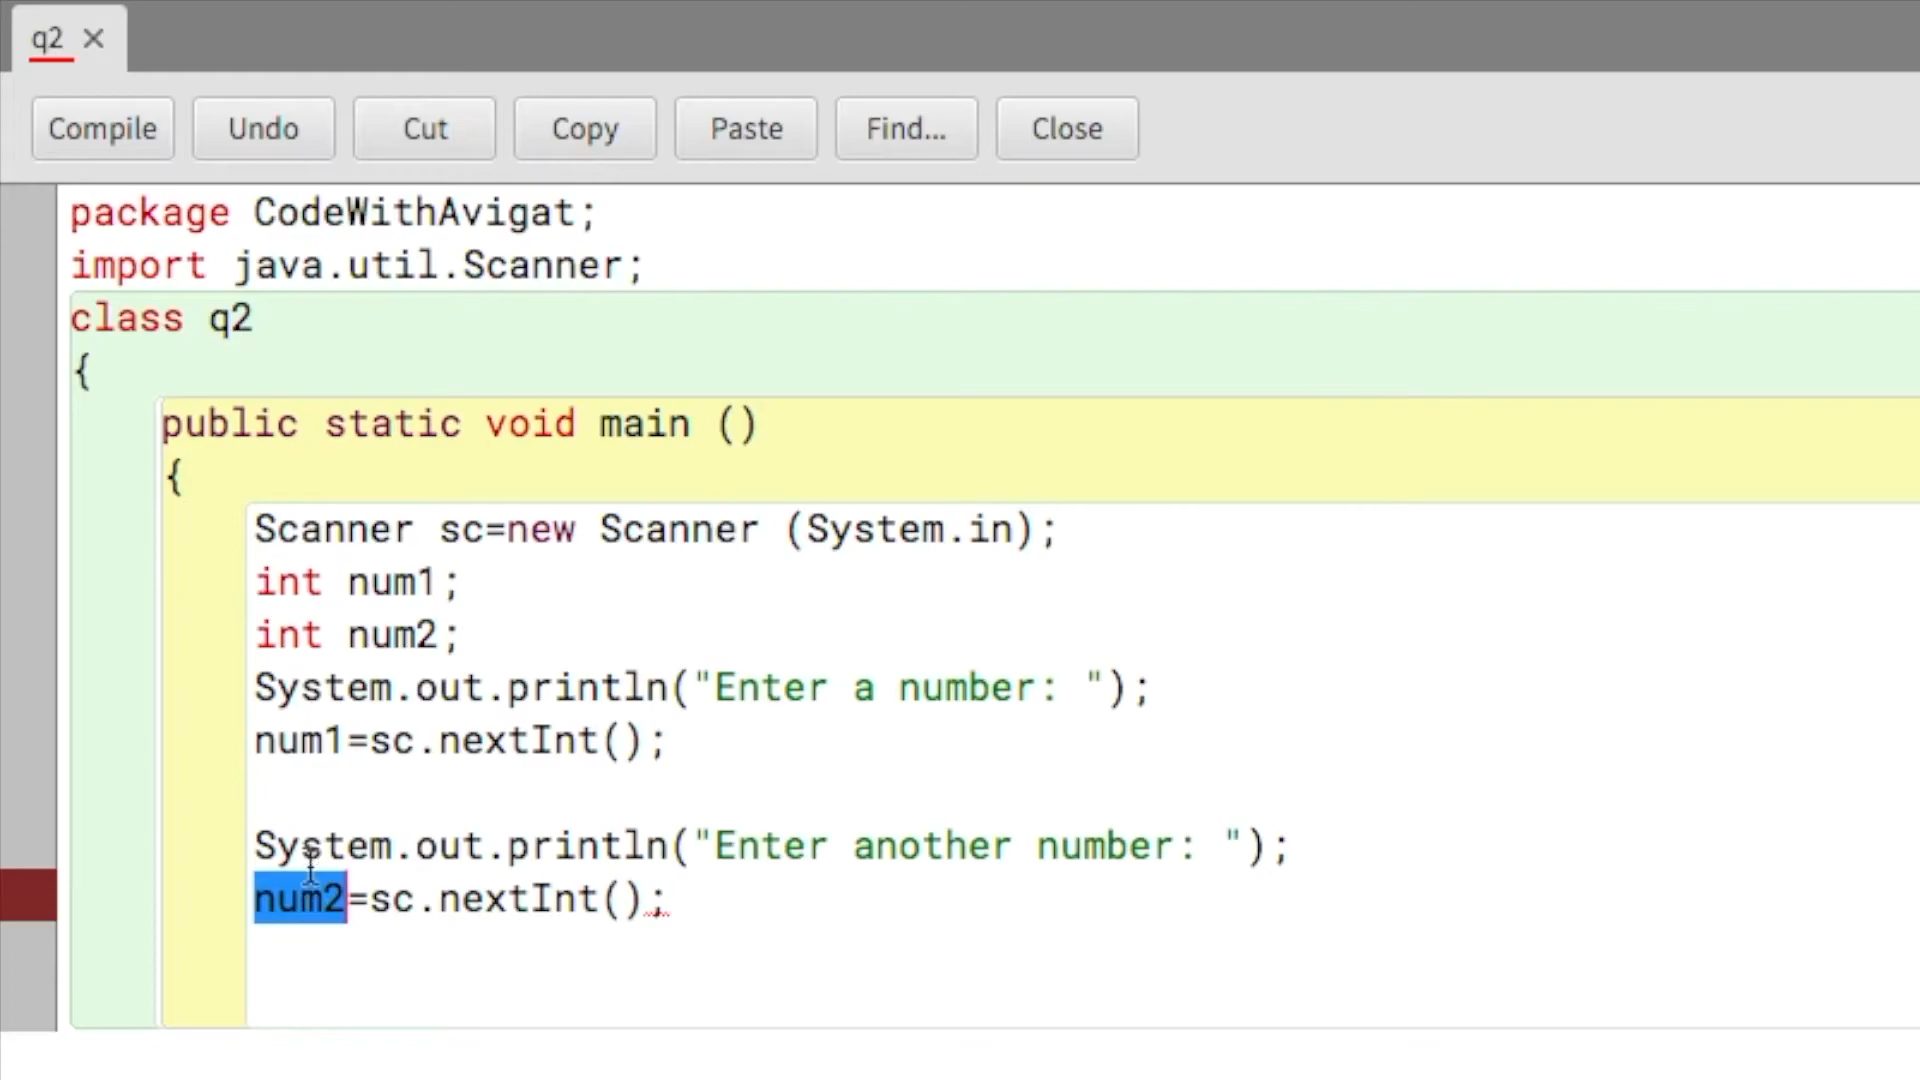 q2
Compile Undo Cut Copy Paste Find... Close
package CodeWithAvigat;
import java.util.Scanner;
class q2
{
public static void main ()
{
Scanner sc=new Scanner (System.in);
int num1;
int num2;
System.out.println("Enter a number: ");
num1=sc.nextInt();
System.out.println("Enter another number: ");
num2=sc.nextInt();